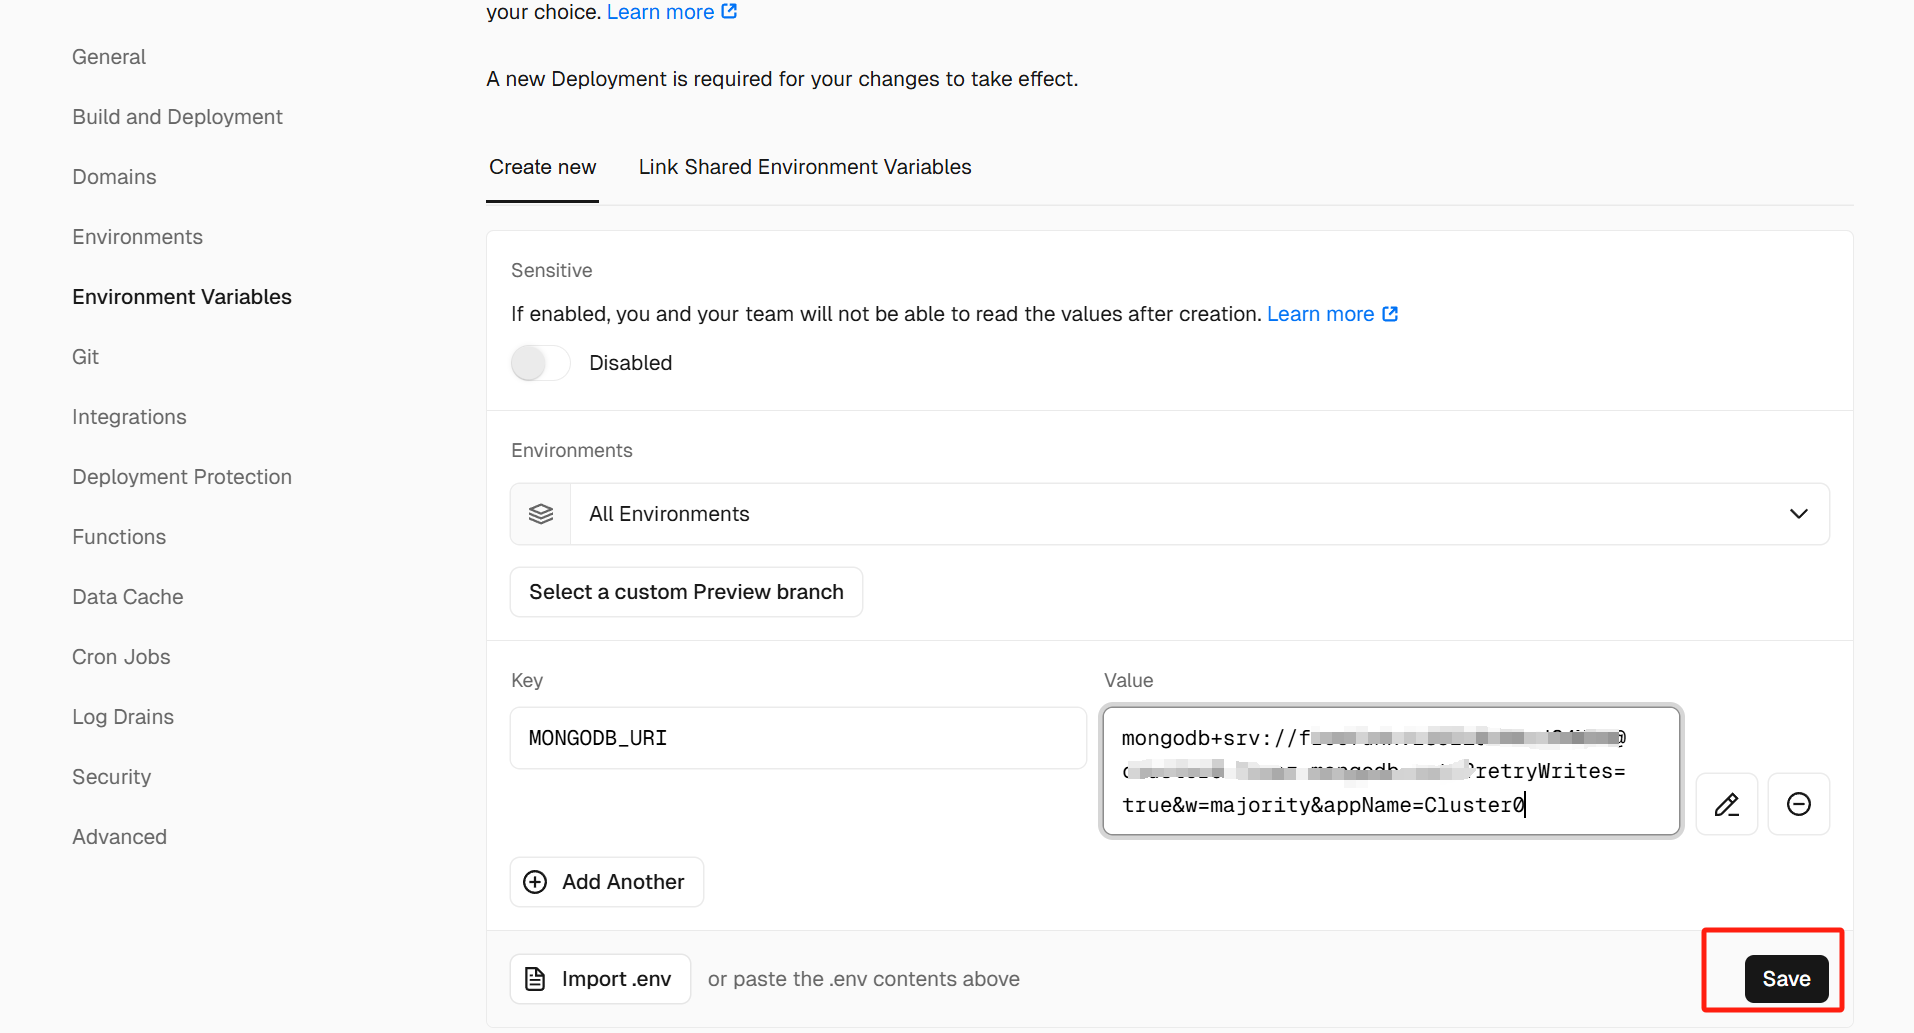 your choice. Learn more
A new Deployment is required for your changes to take effect.
General
Build and Deployment
Domains
Environments
Environment Variables
Git
Integrations
Deployment Protection
Functions
Data Cache
Cron Jobs
Log Drains
Security
Advanced
Create new
Link Shared Environment Variables
Sensitive
If enabled, you and your team will not be able to read the values after creation. Learn more
Disabled
Environments
All Environments
Select a custom Preview branch
Key
Value
MONGODB_URI
mongodb+srv://
retryWrites=
true&w=majority&appName=Cluster0
Add Another
Import .env
or paste the .env contents above
Save